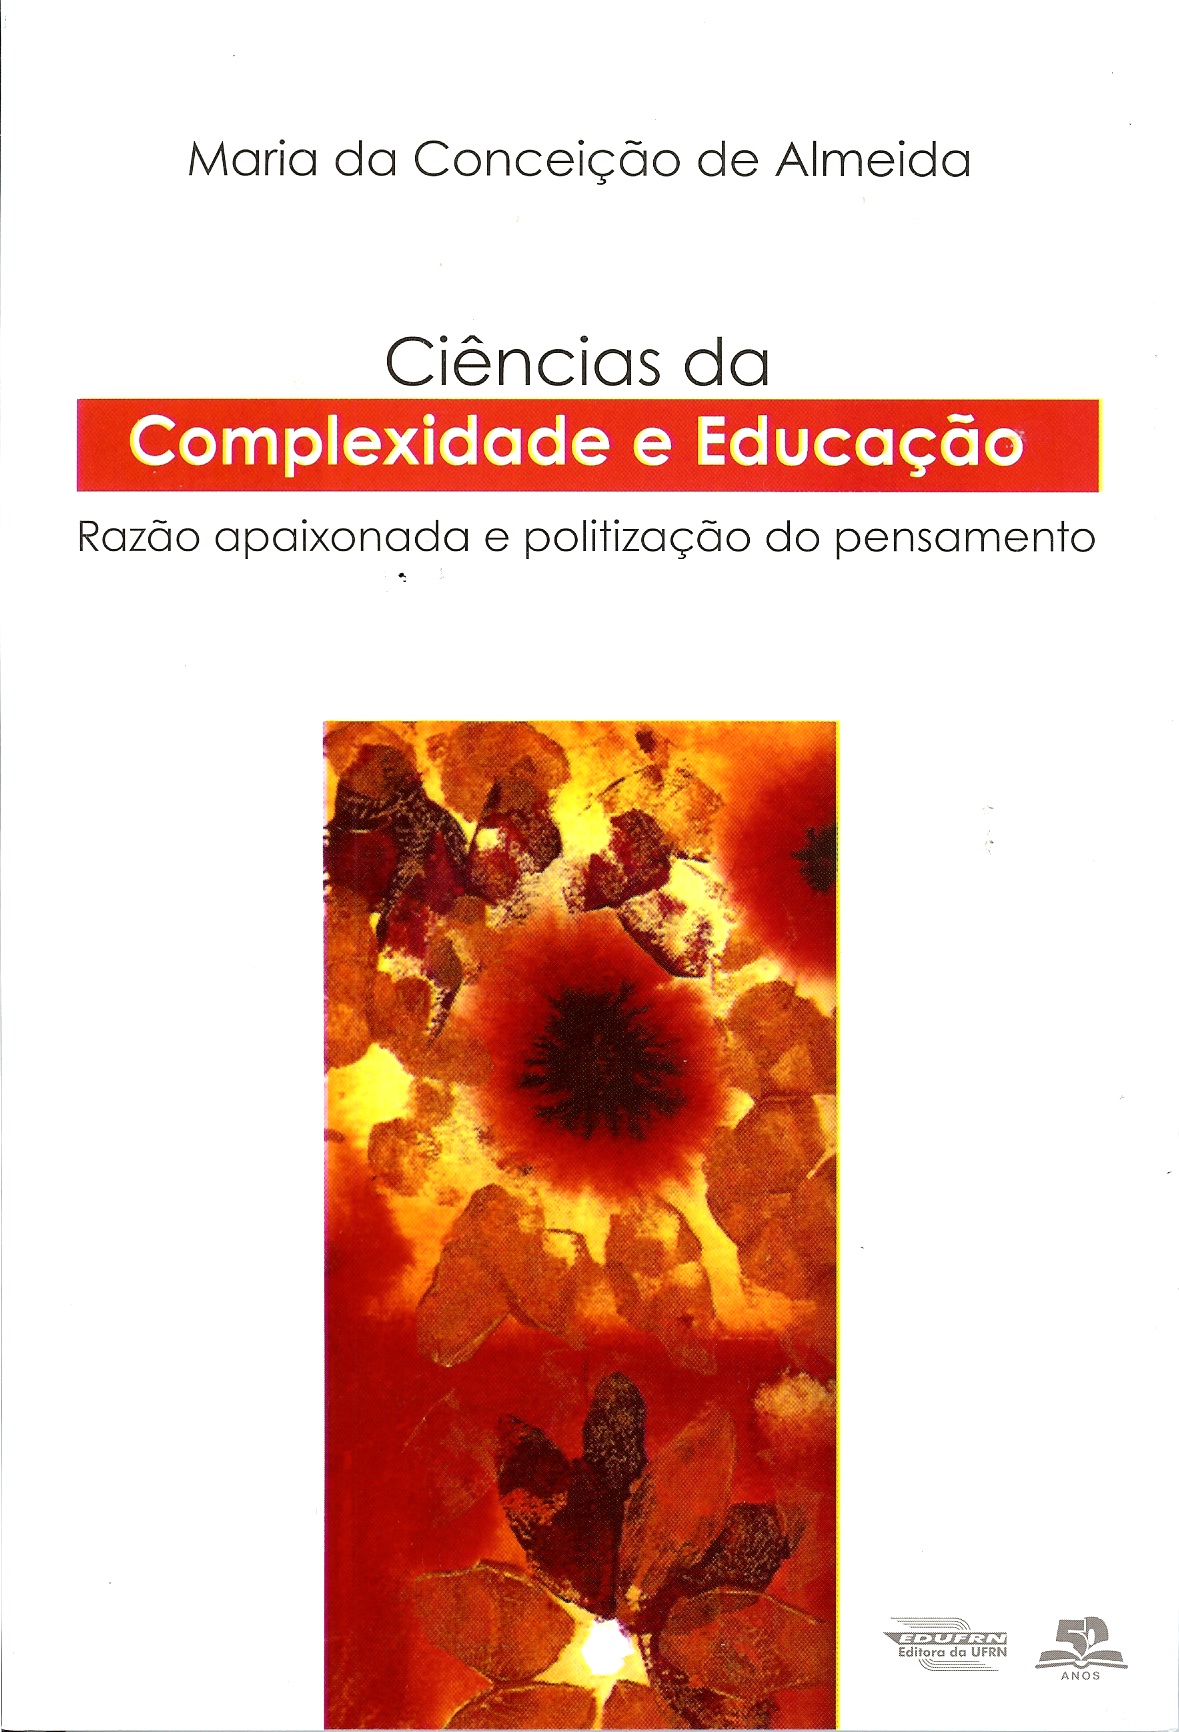 Maria da Conceição de Almeida
Ciências da
Complexidade e Educação
Razão apaixonada e politização do pensamento
EDUFRN
Editora da UFRN
50
ANOS